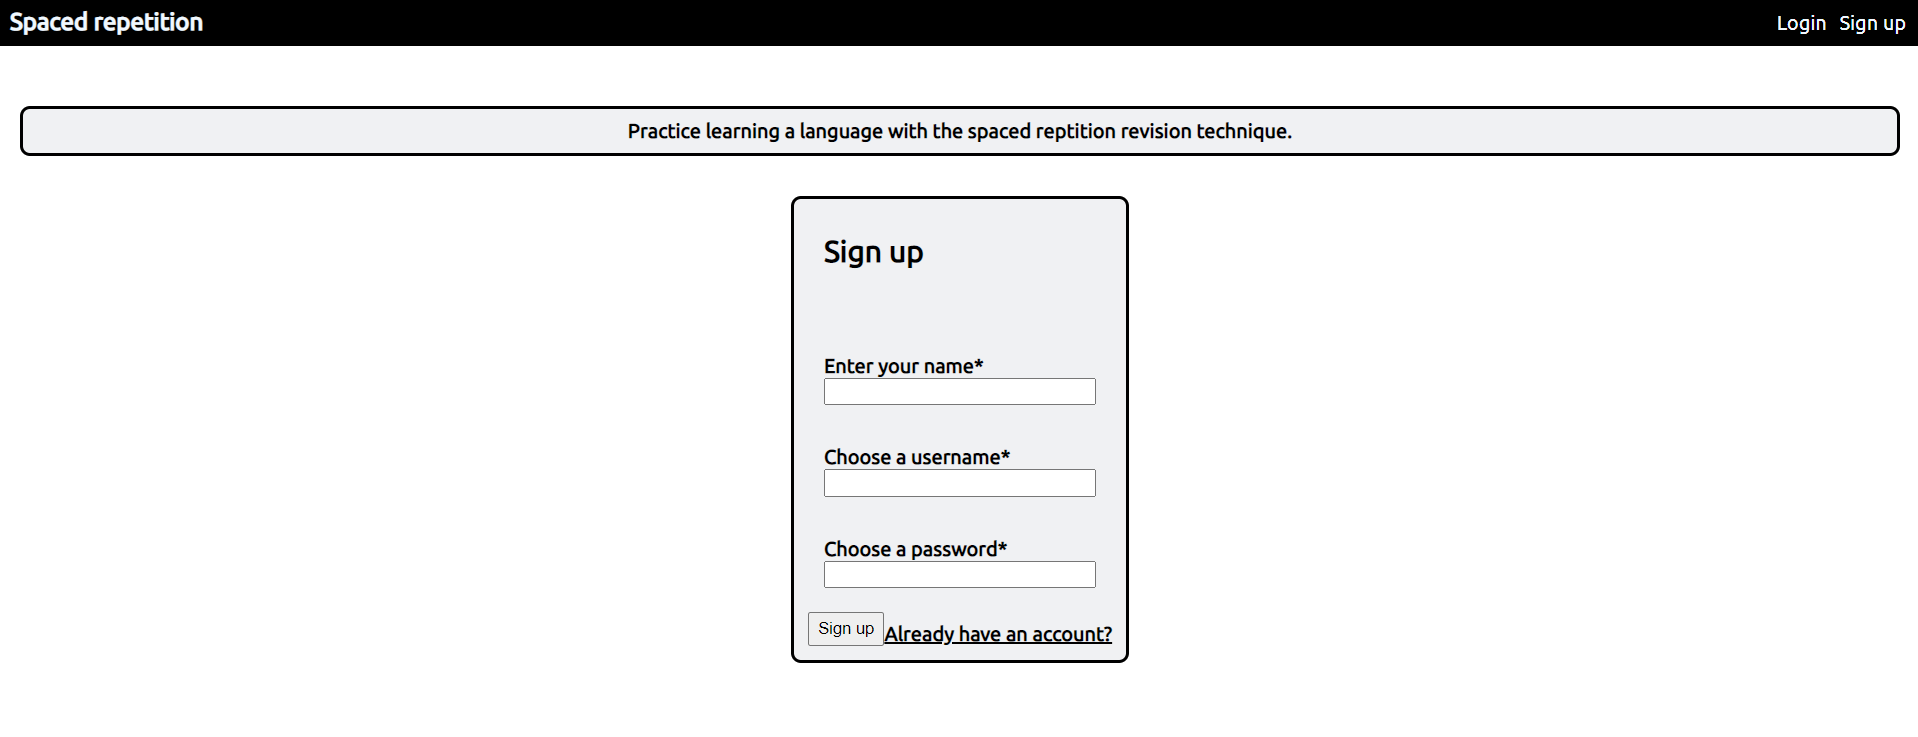 Spaced repetition
Login Sign up
Practice learning a language with the spaced reptition revision technique.
Sign up
Enter your name*
Choose a username*
Choose a password*
Sign up Already have an account?